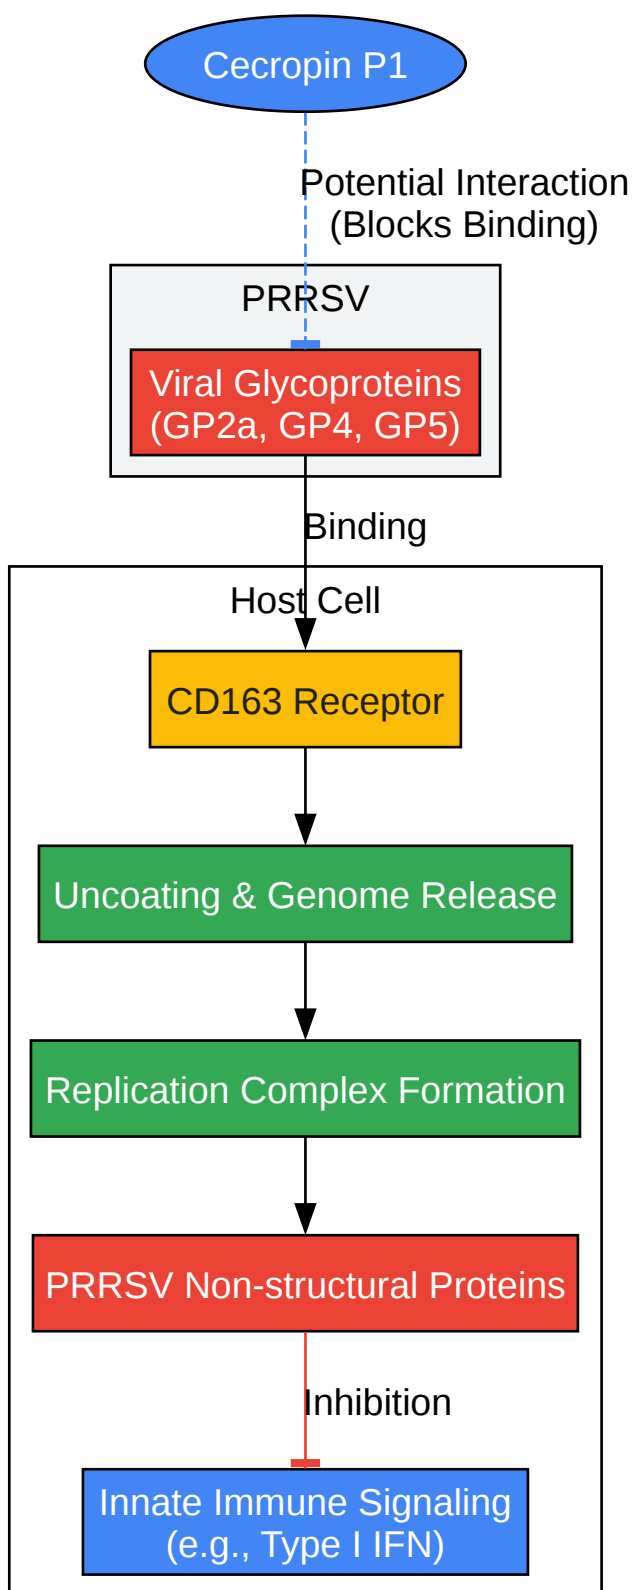 Cecropin P1
Potential Interaction
(Blocks Binding)
PRRSV
Viral Glycoproteins
(GP2a, GP4, GP5)
Binding
Host Cell
CD163 Receptor
Uncoating & Genome Release
Replication Complex Formation
PRRSV Non-structural Proteins
Inhibition
Innate Immune Signaling
(e.g., Type I IFN)